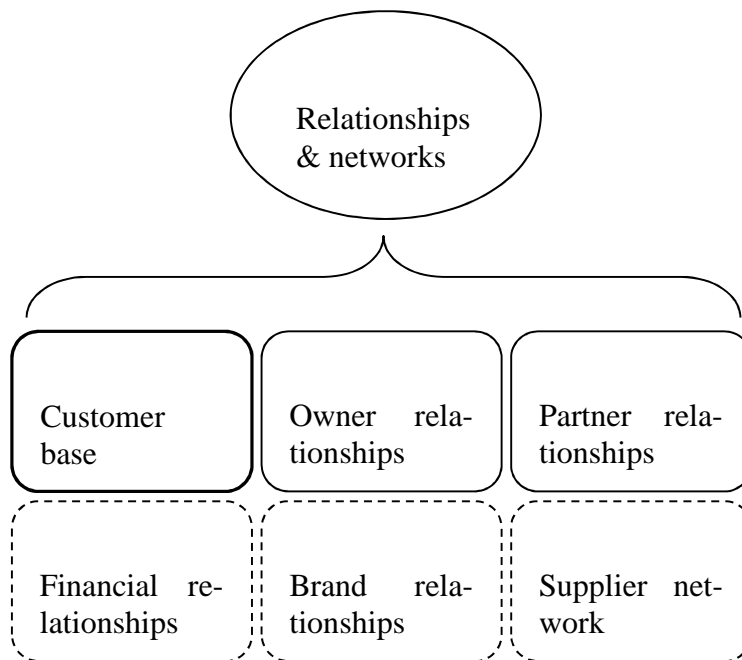 Relationships
& networks
Customer
base
Owner rela-
tionships
Partner rela-
tionships
Financial re-
lationships
Brand rela-
tionships
Supplier net-
work